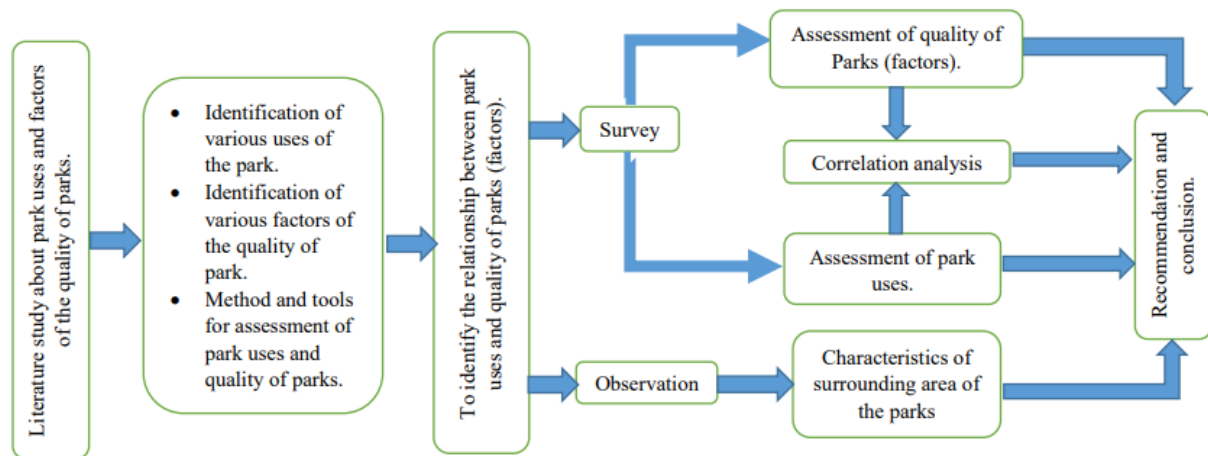 Literature study about park uses and factors
of the quality of parks.
• Identification of
various uses of
the park.
• Identification of
various factors of
the quality of
park.
• Method and tools
for assessment of
park uses and
quality of parks.
To identify the relationship between park
uses and quality of parks (factors).
Survey
Observation
Assessment of quality of
Parks (factors).
Correlation analysis
Assessment of park
uses.
Characteristics of
surrounding area of
the parks
Recommendation and
conclusion.